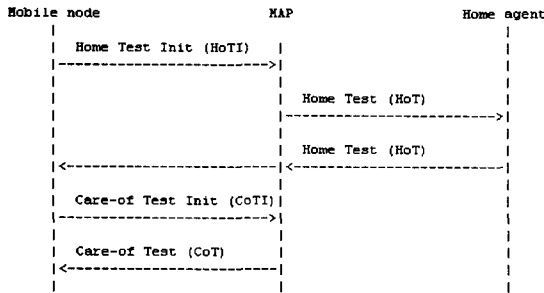 Mobile node MAP Home agent
Home Test Init (HoTI)
Home Test (HoT)
Home Test (HoT)
Care-of Test Init (CoTI)
Care-of Test (CoT)